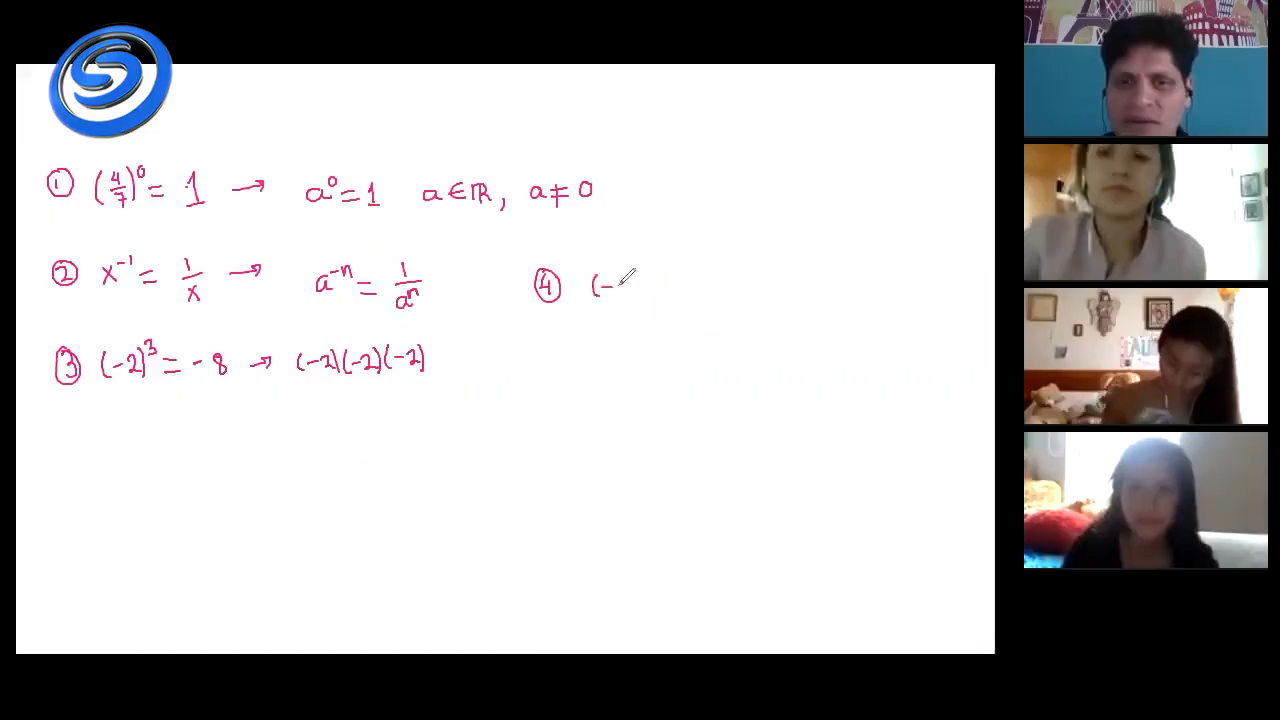 ① (4/7)⁰ = 1 → a⁰ = 1 a ∈ ℝ, a ≠ 0
② x⁻¹ = 1/x → a⁻ⁿ = 1/aⁿ
③ (-2)³ = -8 → (-2)(-2)(-2)
④ (-